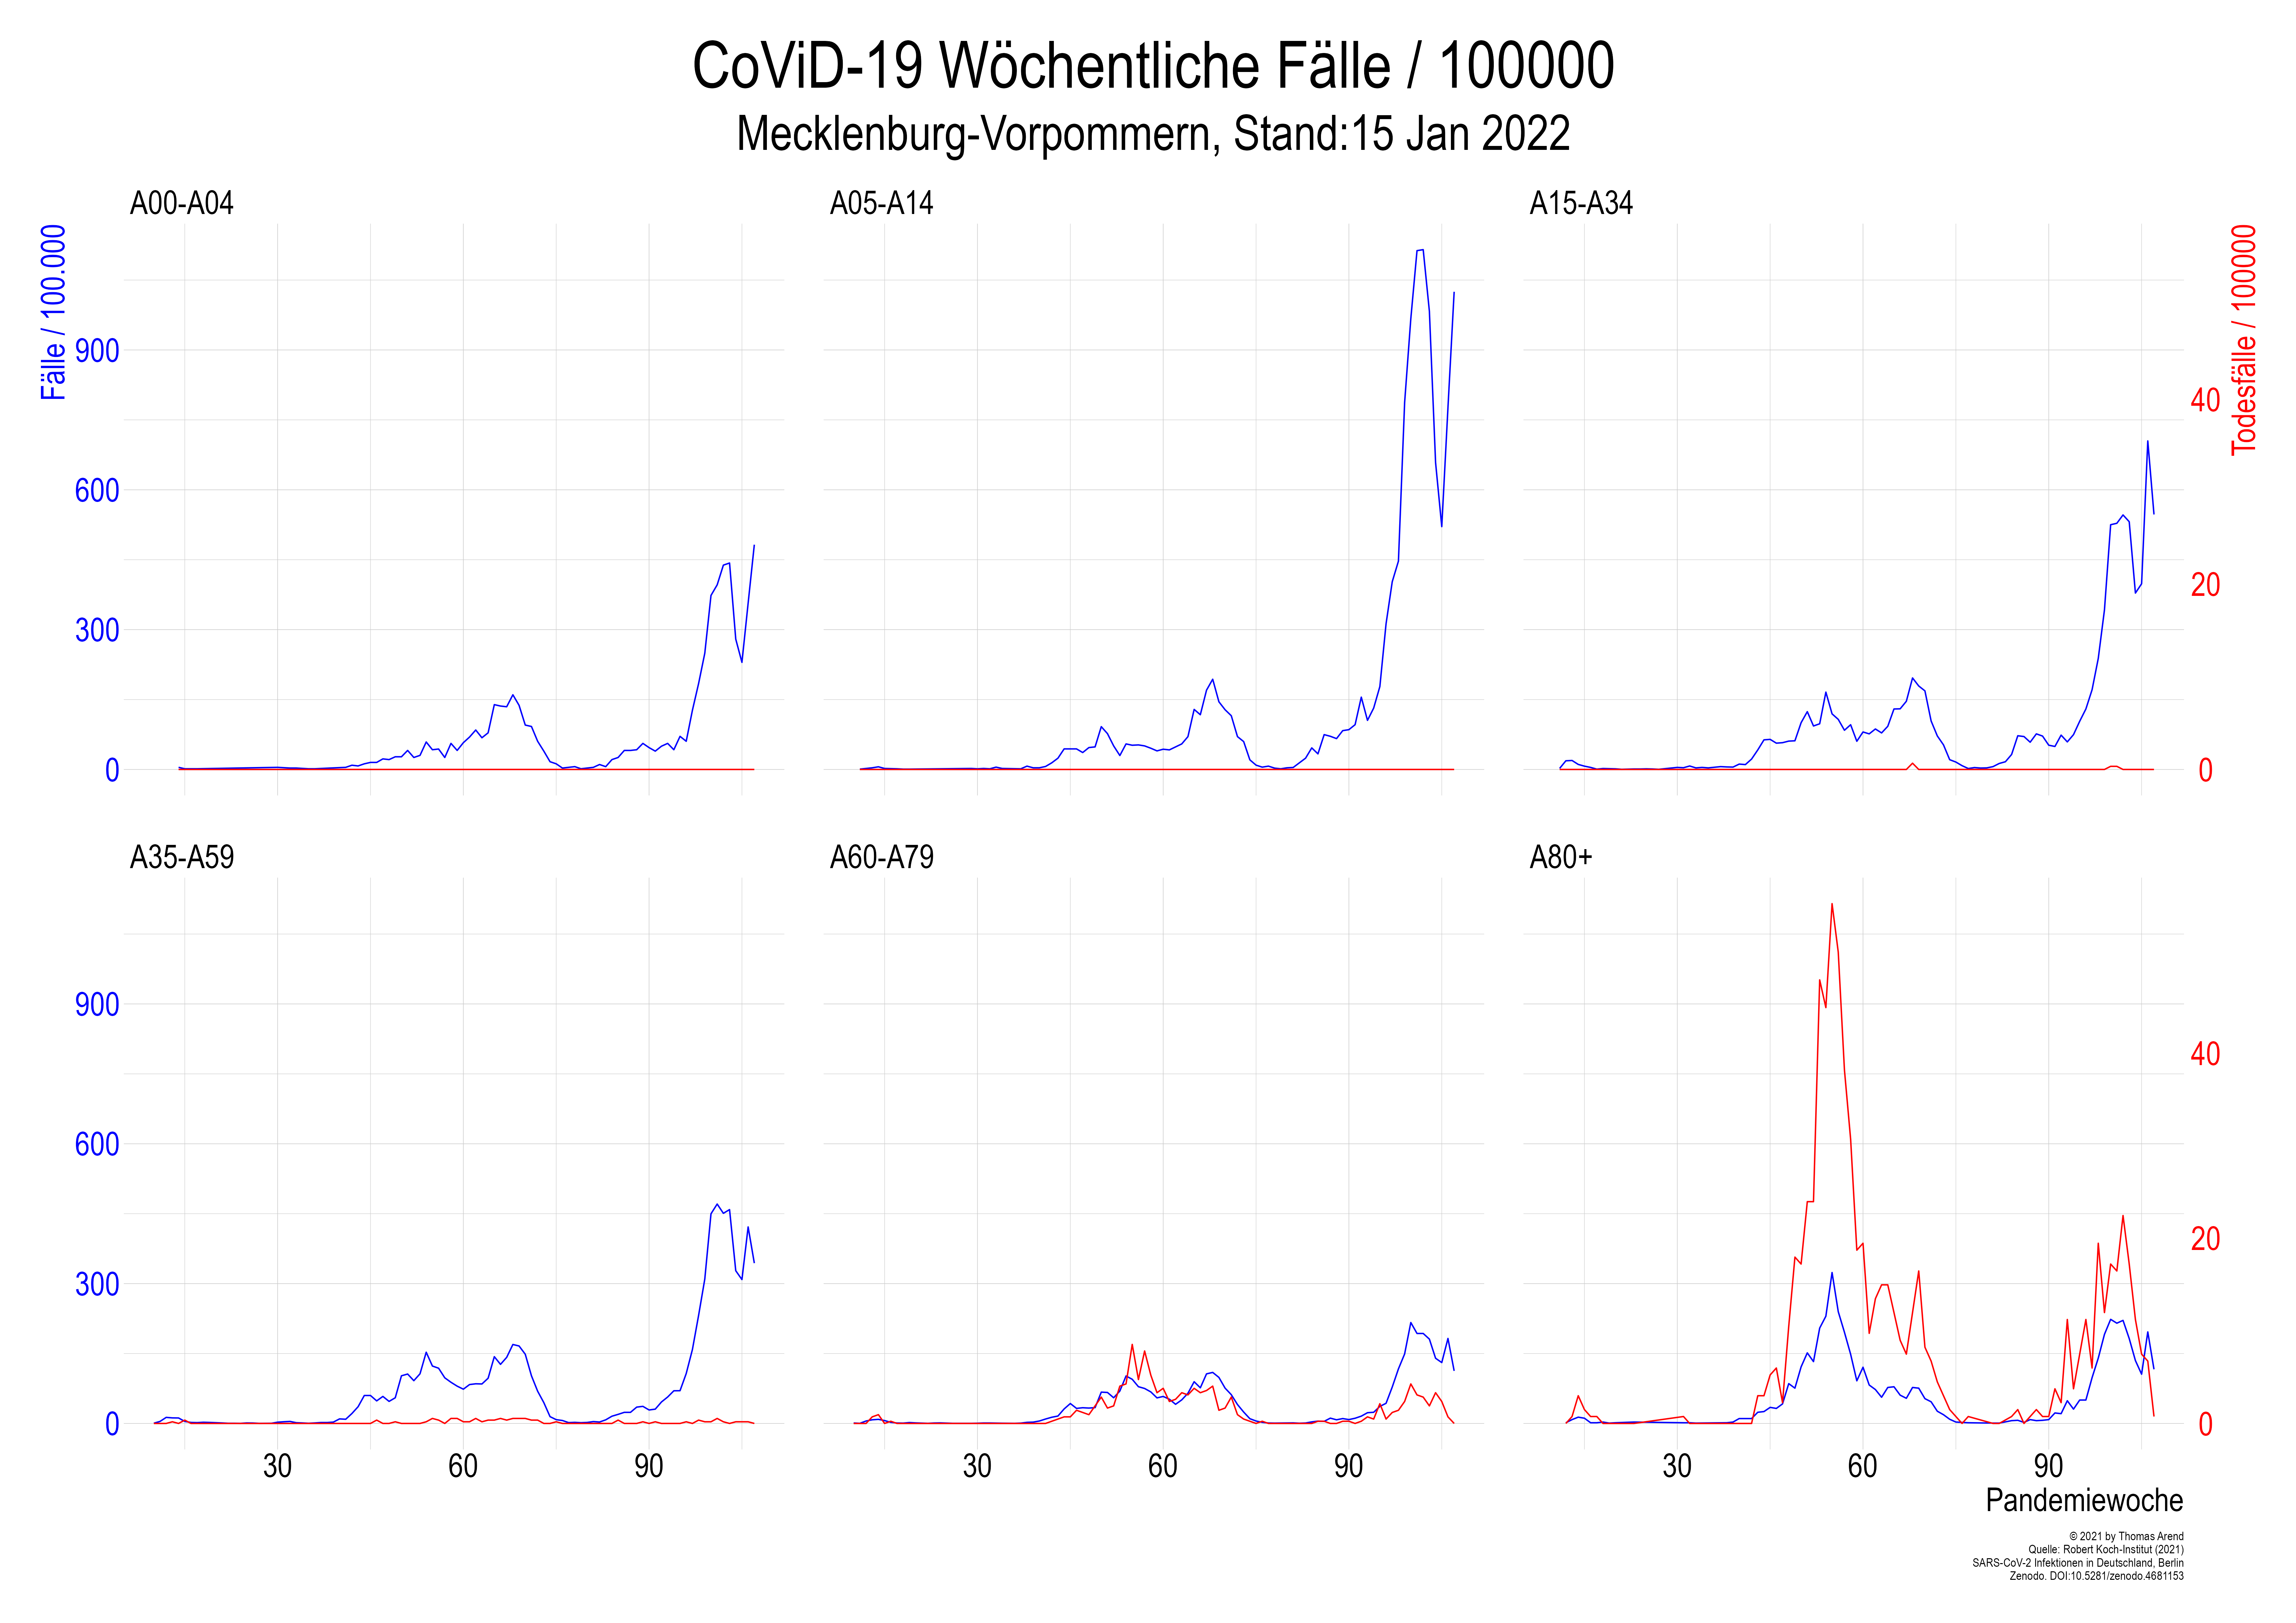 CoViD-19 Wöchentliche Fälle / 100000
Mecklenburg-Vorpommern, Stand:15 Jan 2022
A00-A04
A05-A14
A15-A34
Fälle / 100.000
900
600
300
0
Todesfälle / 100000
40
20
0
A35-A59
A60-A79
A80+
900
600
300
0
40
20
0
30
60
90
30
60
90
30
60
90
Pandemiewoche
© 2021 by Thomas Arend
Quelle: Robert Koch-Institut (2021)
SARS-CoV-2 Infektionen in Deutschland, Berlin
Zenodo. DOI:10.5281/zenodo.4681153